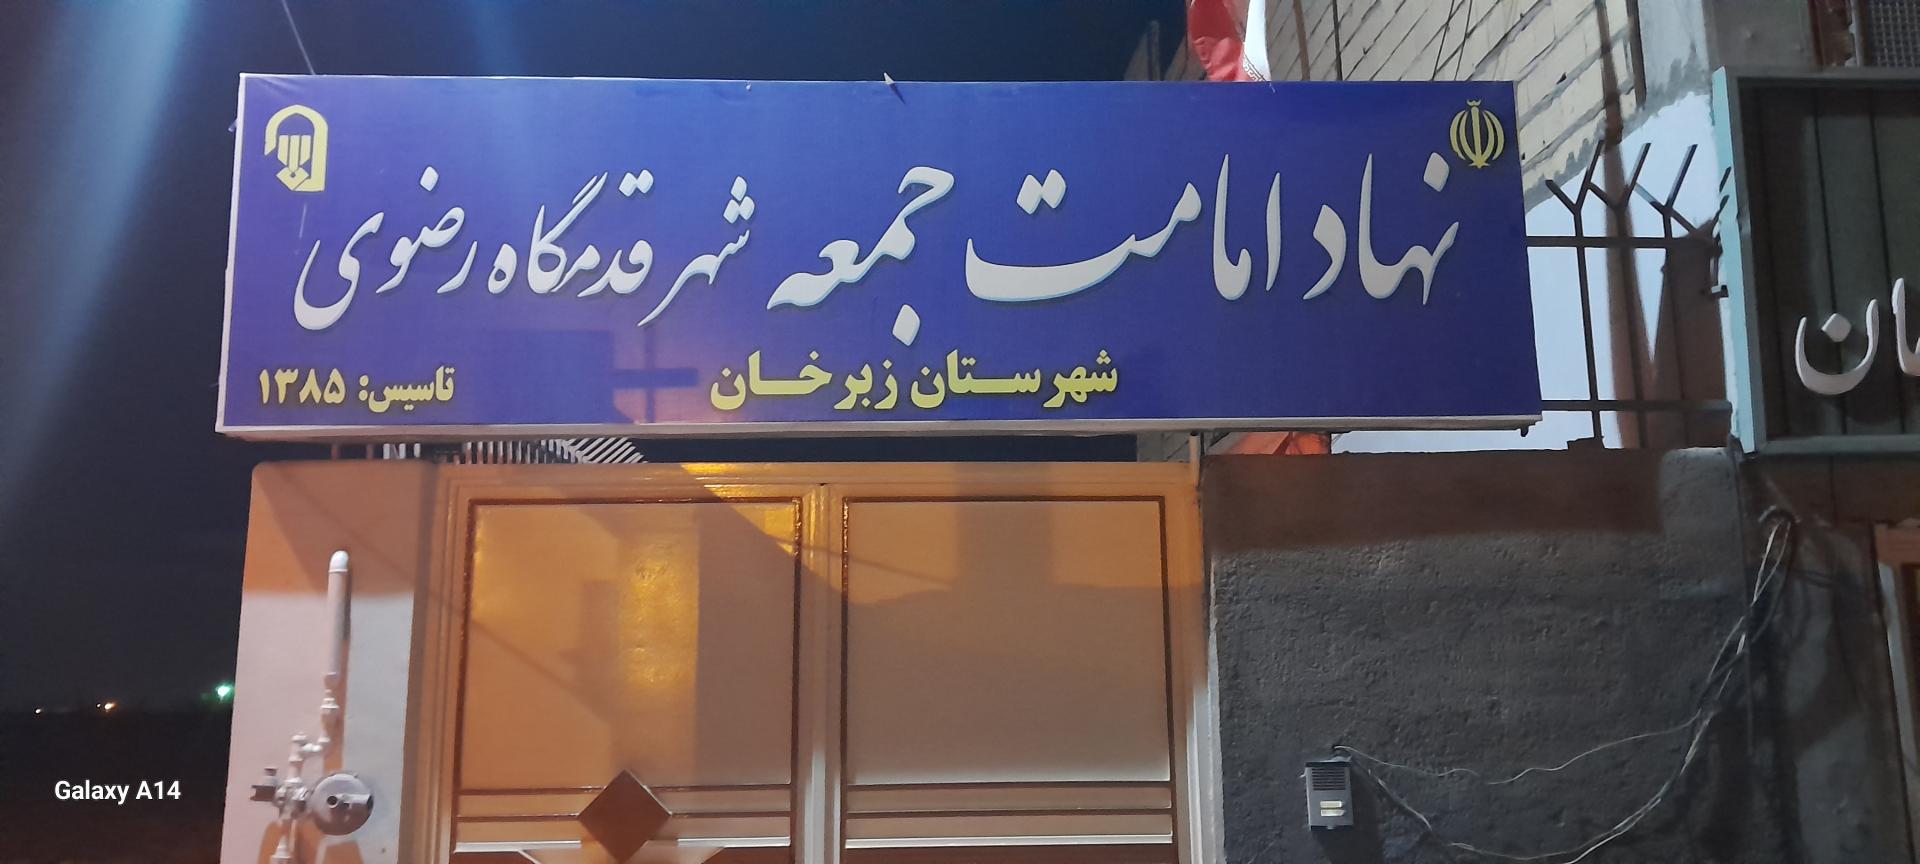 نهاد امامت جمعه شهر قدمگاه رضوی
شهرستان زبرخان
تاسیس: ۱۳۸۵
Galaxy A14